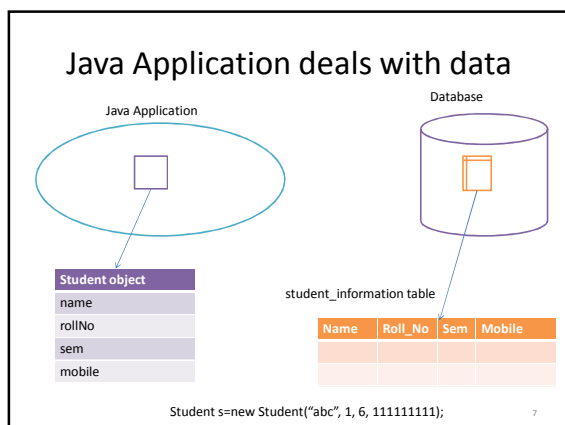 Java Application deals with data
Java Application
Database
Student object
name
rollNo
sem
mobile
student_information table
Name Roll_No Sem Mobile
Student s=new Student(“abc”, 1, 6, 111111111);
7